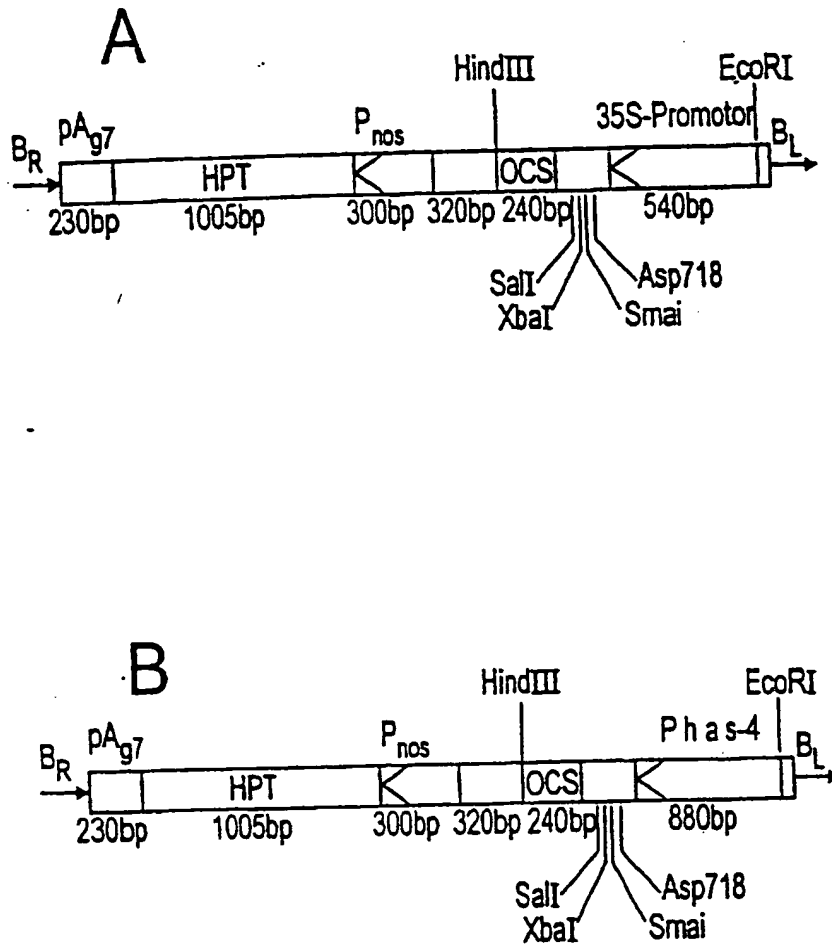 A
HindIII EcoRI
pAg7 Pnos 35S-Promotor
BR BL
HPT OCS
230bp 1005bp 300bp 320bp 240bp 540bp
SalI Asp718
XbaI Smai
B
HindIII EcoRI
pAg7 Pnos Phas-4
BR BL
HPT OCS
230bp 1005bp 300bp 320bp 240bp 880bp
SalI Asp718
XbaI Smai